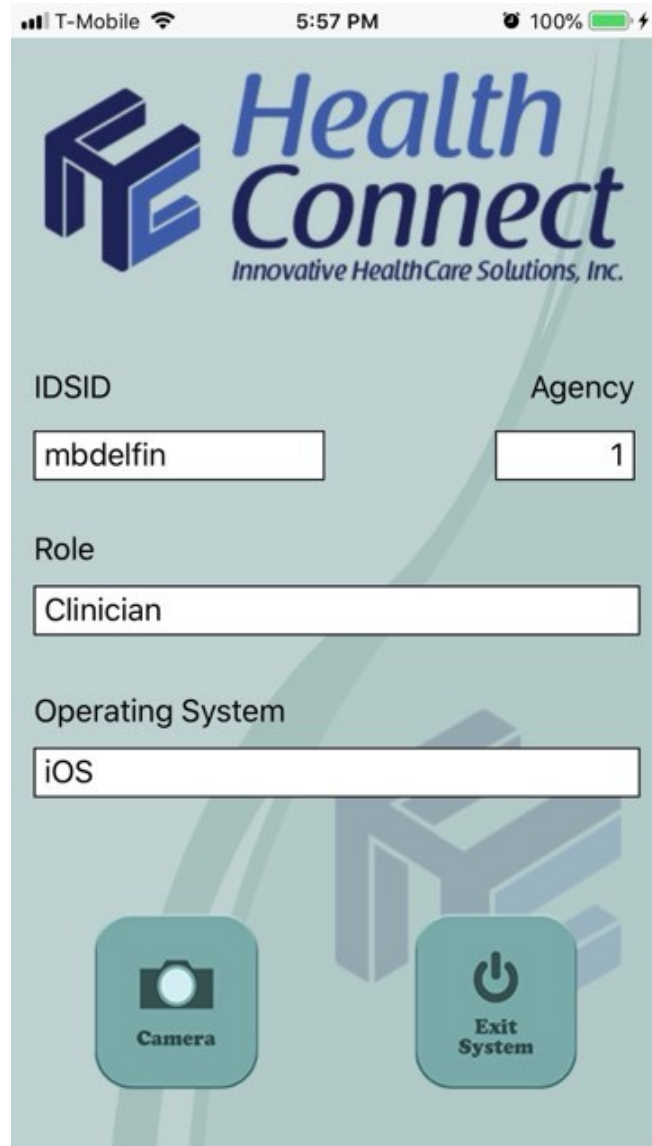 T-Mobile 5:57 PM 100%
Health
Connect
Innovative HealthCare Solutions, Inc.
IDSID Agency
mbdelfin 1
Role
Clinician
Operating System
iOS
Camera
Exit
System